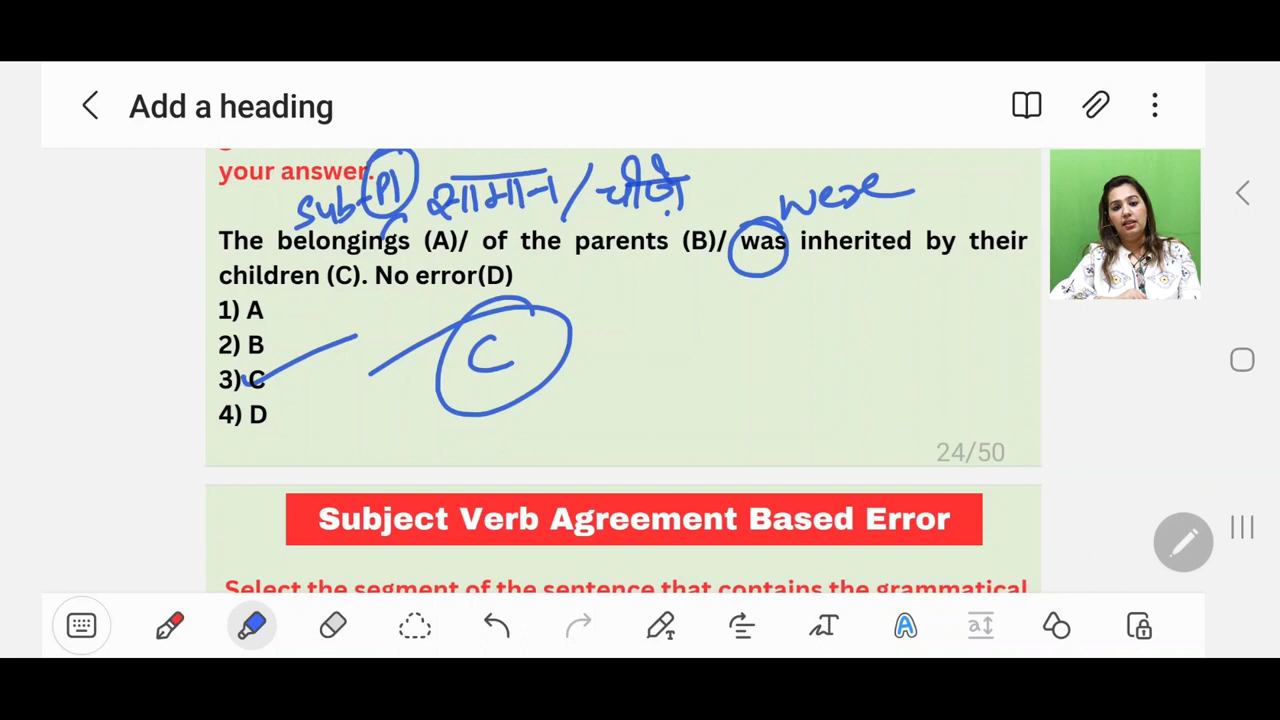 Add a heading
your answer.
sub Pl सामान / चीजें were
The belongings (A)/ of the parents (B)/ was inherited by their
children (C). No error(D)
1) A
2) B
3) C
4) D
C
24/50
Subject Verb Agreement Based Error
Select the segment of the sentence that contains the grammatical